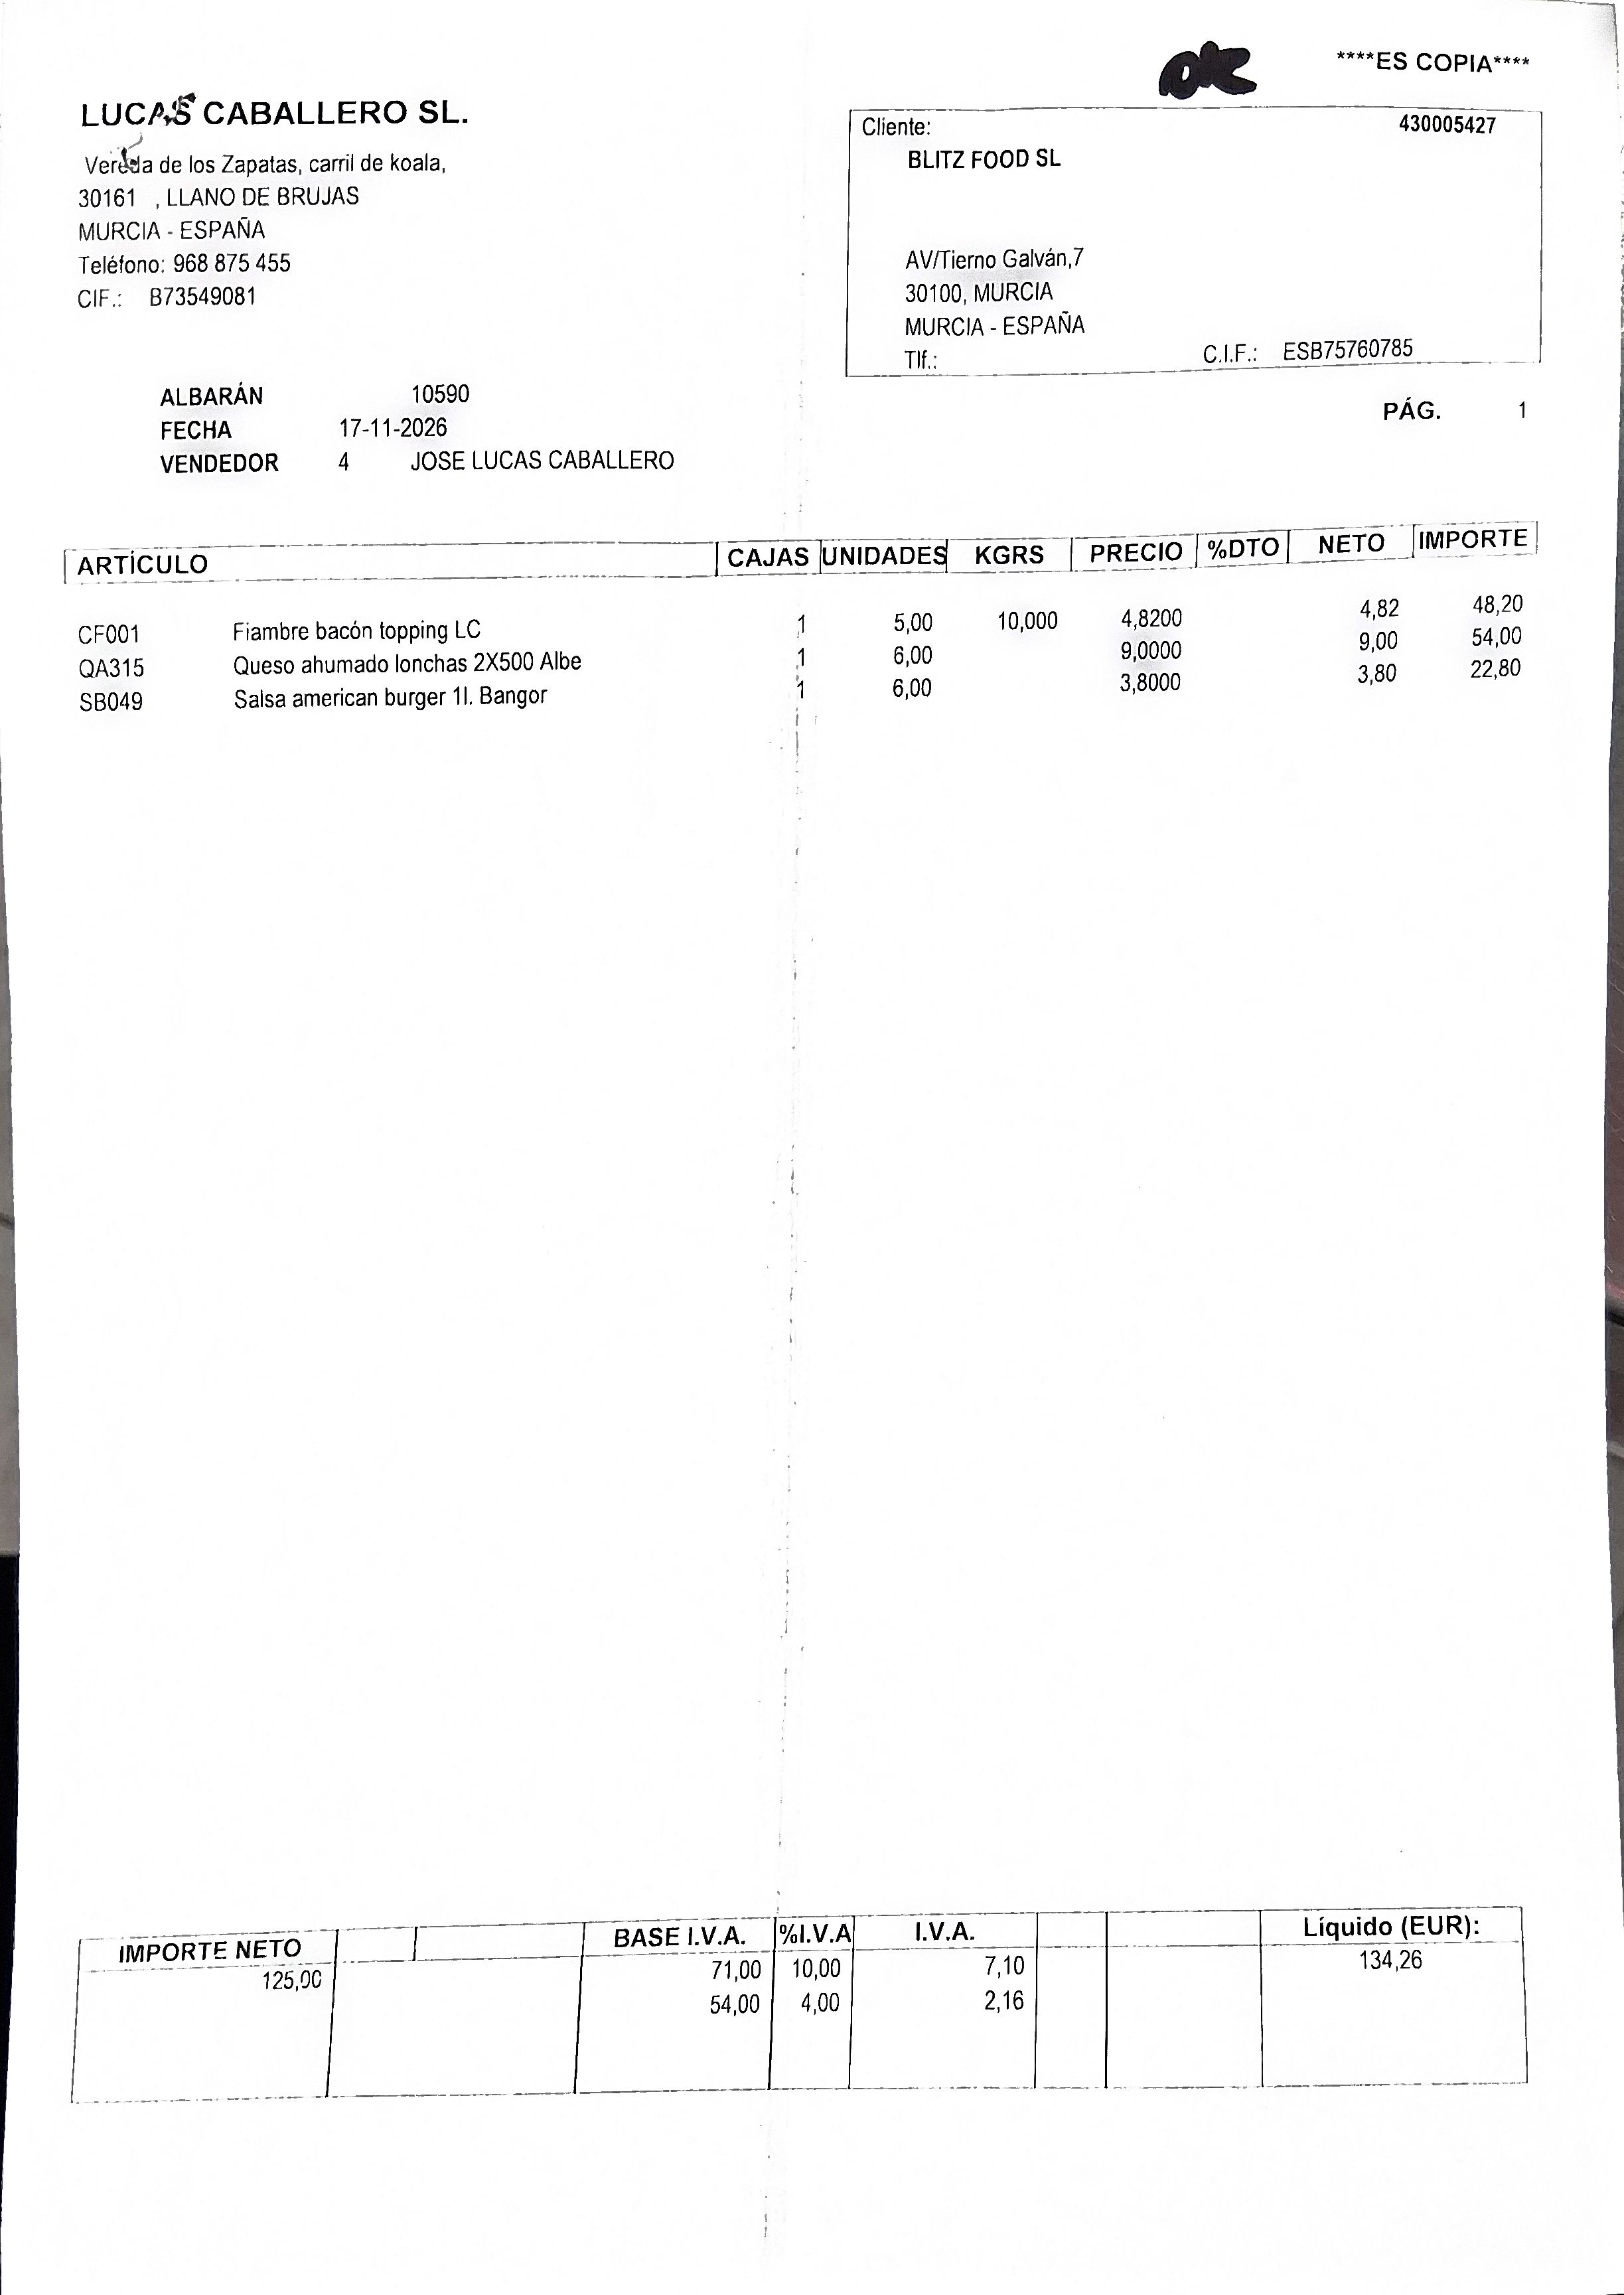 ok
****ES COPIA****
LUCAS CABALLERO SL.
Vereda de los Zapatas, carril de koala,
30161 , LLANO DE BRUJAS
MURCIA - ESPAÑA
Teléfono: 968 875 455
CIF.: B73549081
Cliente: 430005427
BLITZ FOOD SL
AV/Tierno Galván,7
30100, MURCIA
MURCIA - ESPAÑA
Tlf.: C.I.F.: ESB75760785
ALBARÁN 10590
FECHA 17-11-2026
VENDEDOR 4 JOSE LUCAS CABALLERO
PÁG. 1
ARTÍCULO CAJAS UNIDADES KGRS PRECIO %DTO NETO IMPORTE
CF001 Fiambre bacón topping LC 1 5,00 10,000 4,8200 4,82 48,20
QA315 Queso ahumado lonchas 2X500 Albe 1 6,00 9,0000 9,00 54,00
SB049 Salsa american burger 1l. Bangor 1 6,00 3,8000 3,80 22,80
IMPORTE NETO BASE I.V.A. %I.V.A I.V.A. Líquido (EUR):
125,00 71,00 10,00 7,10 134,26
54,00 4,00 2,16